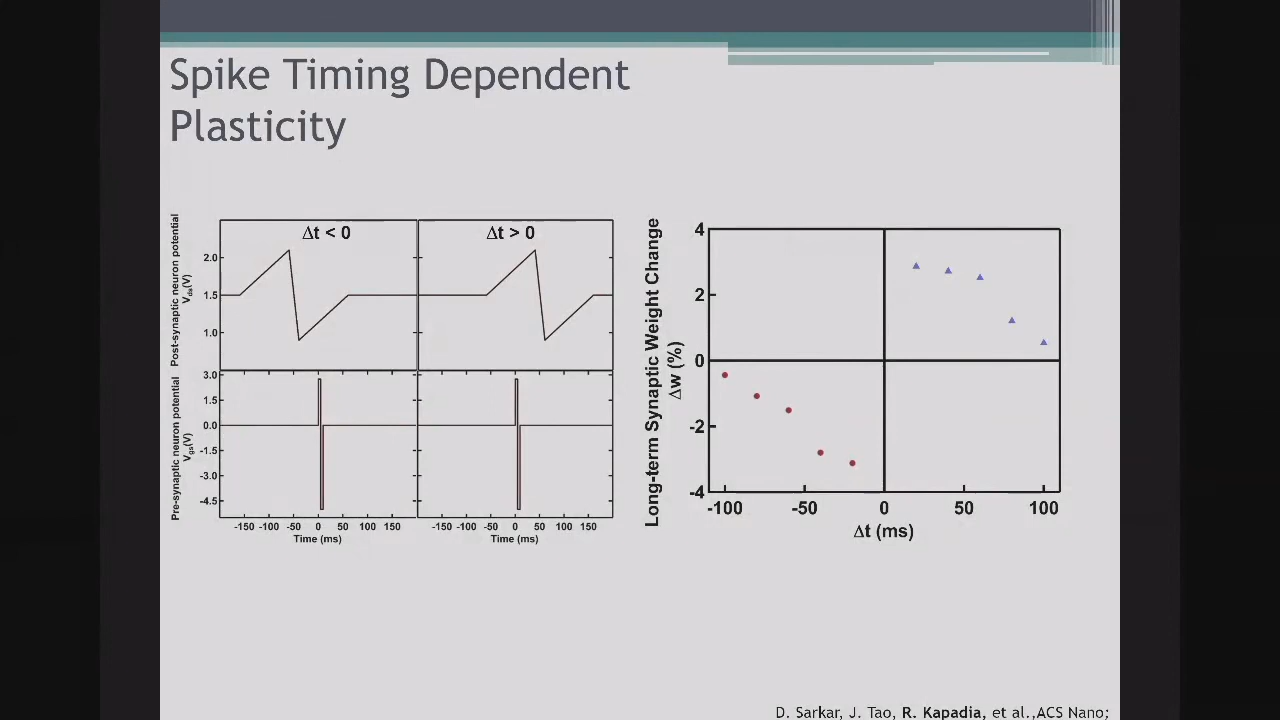 Spike Timing Dependent
Plasticity
Post-synaptic neuron potential
Vds(V)
Δt < 0
Δt > 0
2.0
1.5
1.0
Pre-synaptic neuron potential
Vgs(V)
3.0
1.5
0.0
-1.5
-3.0
-4.5
-150 -100 -50 0 50 100 150
-150 -100 -50 0 50 100 150
Time (ms)
Time (ms)
Long-term Synaptic Weight Change
Δw (%)
4
2
0
-2
-4
-100 -50 0 50 100
Δt (ms)
D. Sarkar, J. Tao, R. Kapadia, et al.,ACS Nano;